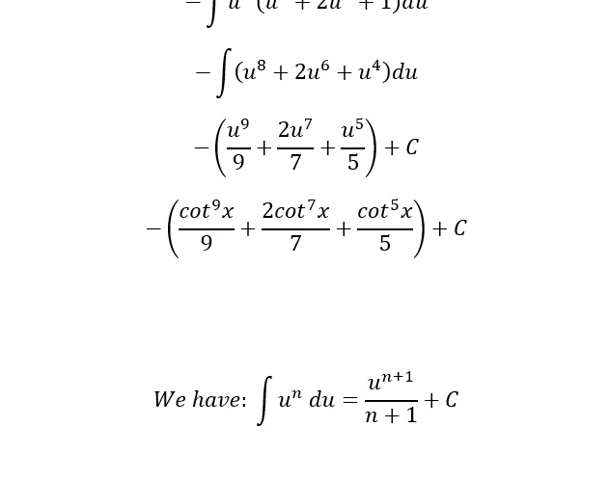 − ∫ (u⁸ + 2u⁶ + u⁴)du
− (u⁹/9 + 2u⁷/7 + u⁵/5) + C
− (cot⁹x/9 + 2cot⁷x/7 + cot⁵x/5) + C
We have: ∫ uⁿ du = uⁿ⁺¹/(n + 1) + C